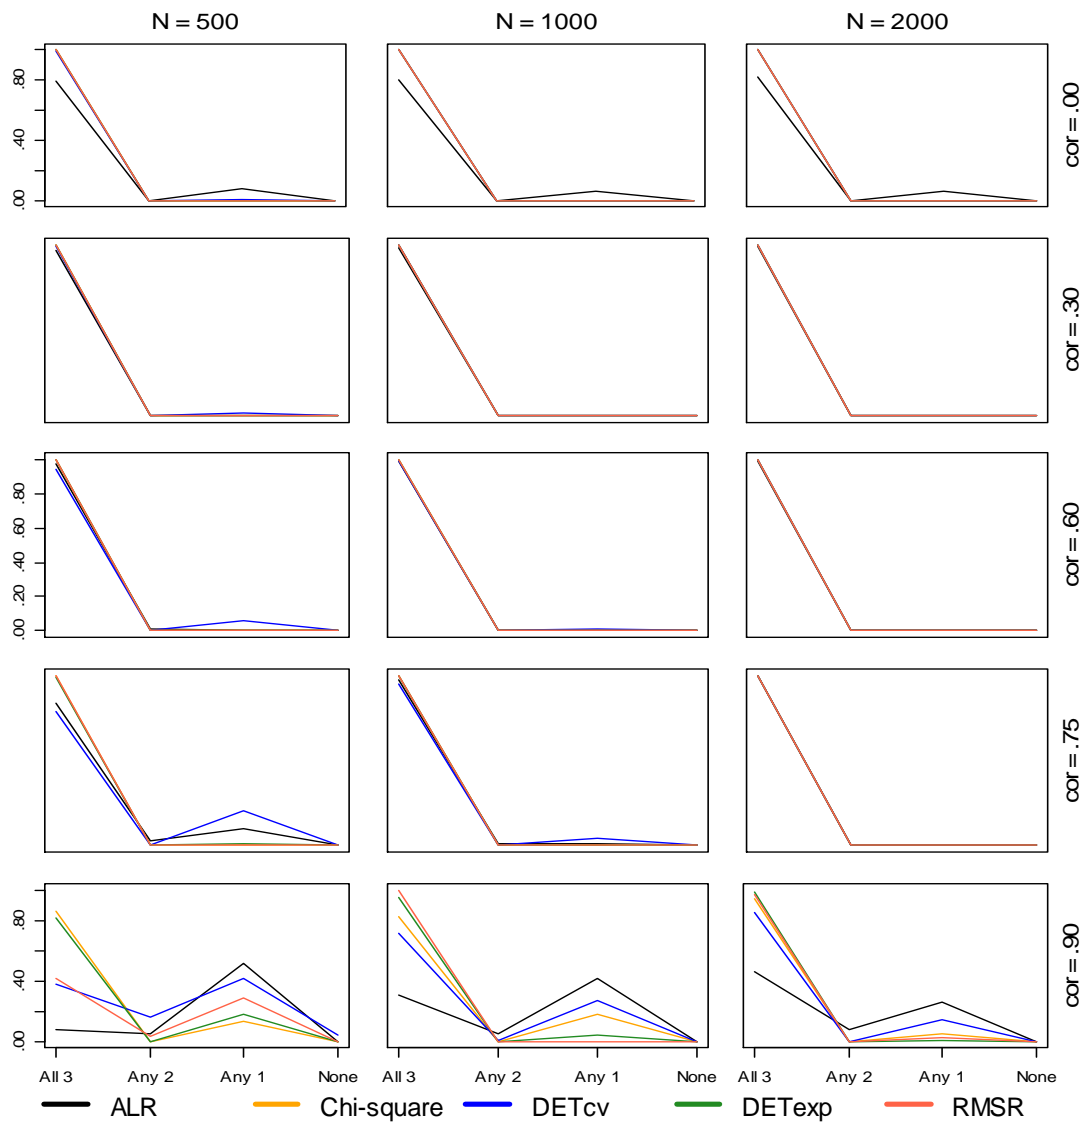 N = 500 N = 1000 N = 2000
.00 .40 .80
cor = .00
cor = .30
.00 .20 .40 .60 .80
cor = .60
cor = .75
.00 .40 .80
cor = .90
All 3 Any 2 Any 1 None All 3 Any 2 Any 1 None All 3 Any 2 Any 1 None
ALR Chi-square DETcv DETexp RMSR